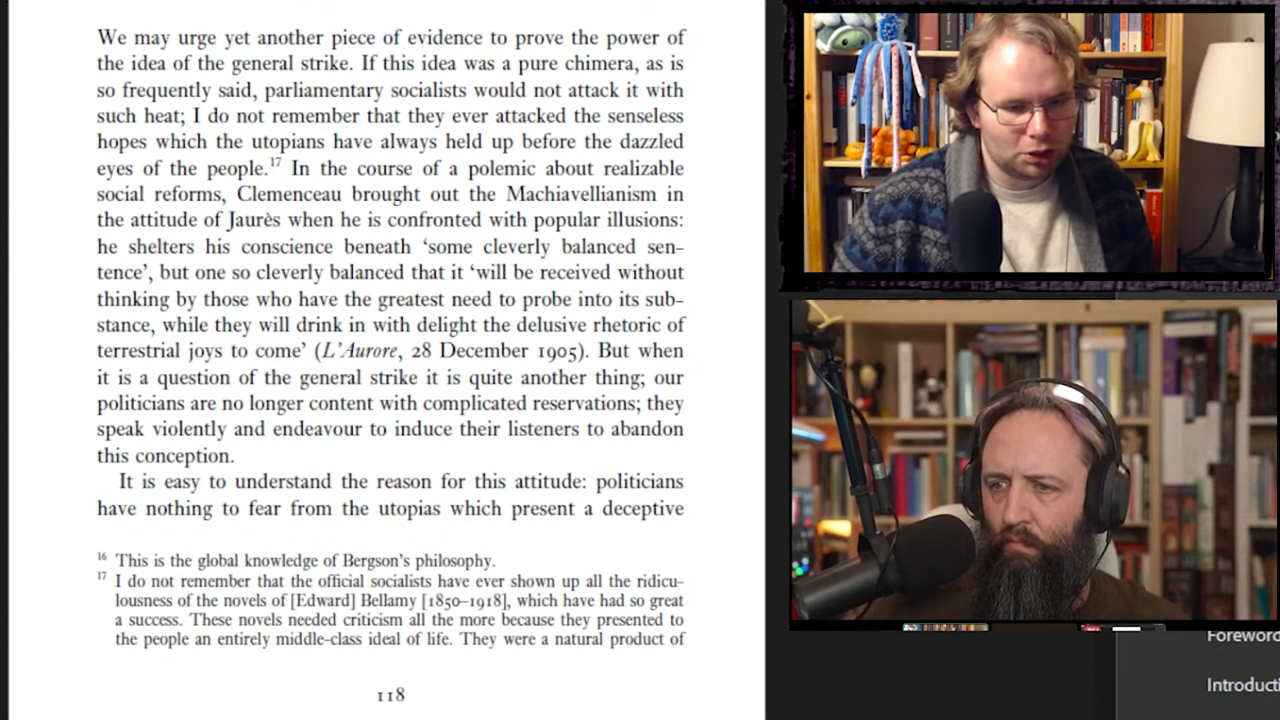 We may urge yet another piece of evidence to prove the power of
the idea of the general strike. If this idea was a pure chimera, as is
so frequently said, parliamentary socialists would not attack it with
such heat; I do not remember that they ever attacked the senseless
hopes which the utopians have always held up before the dazzled
eyes of the people.17 In the course of a polemic about realizable
social reforms, Clemenceau brought out the Machiavellianism in
the attitude of Jaurès when he is confronted with popular illusions:
he shelters his conscience beneath ‘some cleverly balanced sen-
tence’, but one so cleverly balanced that it ‘will be received without
thinking by those who have the greatest need to probe into its sub-
stance, while they will drink in with delight the delusive rhetoric of
terrestrial joys to come’ (L’Aurore, 28 December 1905). But when
it is a question of the general strike it is quite another thing; our
politicians are no longer content with complicated reservations; they
speak violently and endeavour to induce their listeners to abandon
this conception.
It is easy to understand the reason for this attitude: politicians
have nothing to fear from the utopias which present a deceptive
16 This is the global knowledge of Bergson’s philosophy.
17 I do not remember that the official socialists have ever shown up all the ridicu-
lousness of the novels of [Edward] Bellamy [1850–1918], which have had so great
a success. These novels needed criticism all the more because they presented to
the people an entirely middle-class ideal of life. They were a natural product of
118
Foreword
Introducti